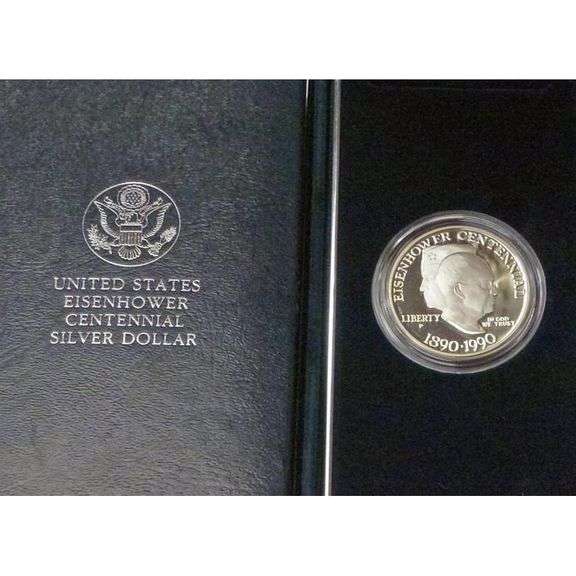 UNITED STATES
EISENHOWER
CENTENNIAL
SILVER DOLLAR
EISENHOWER CENTENNIAL
LIBERTY
P
IN GOD
WE TRUST
1890·1990